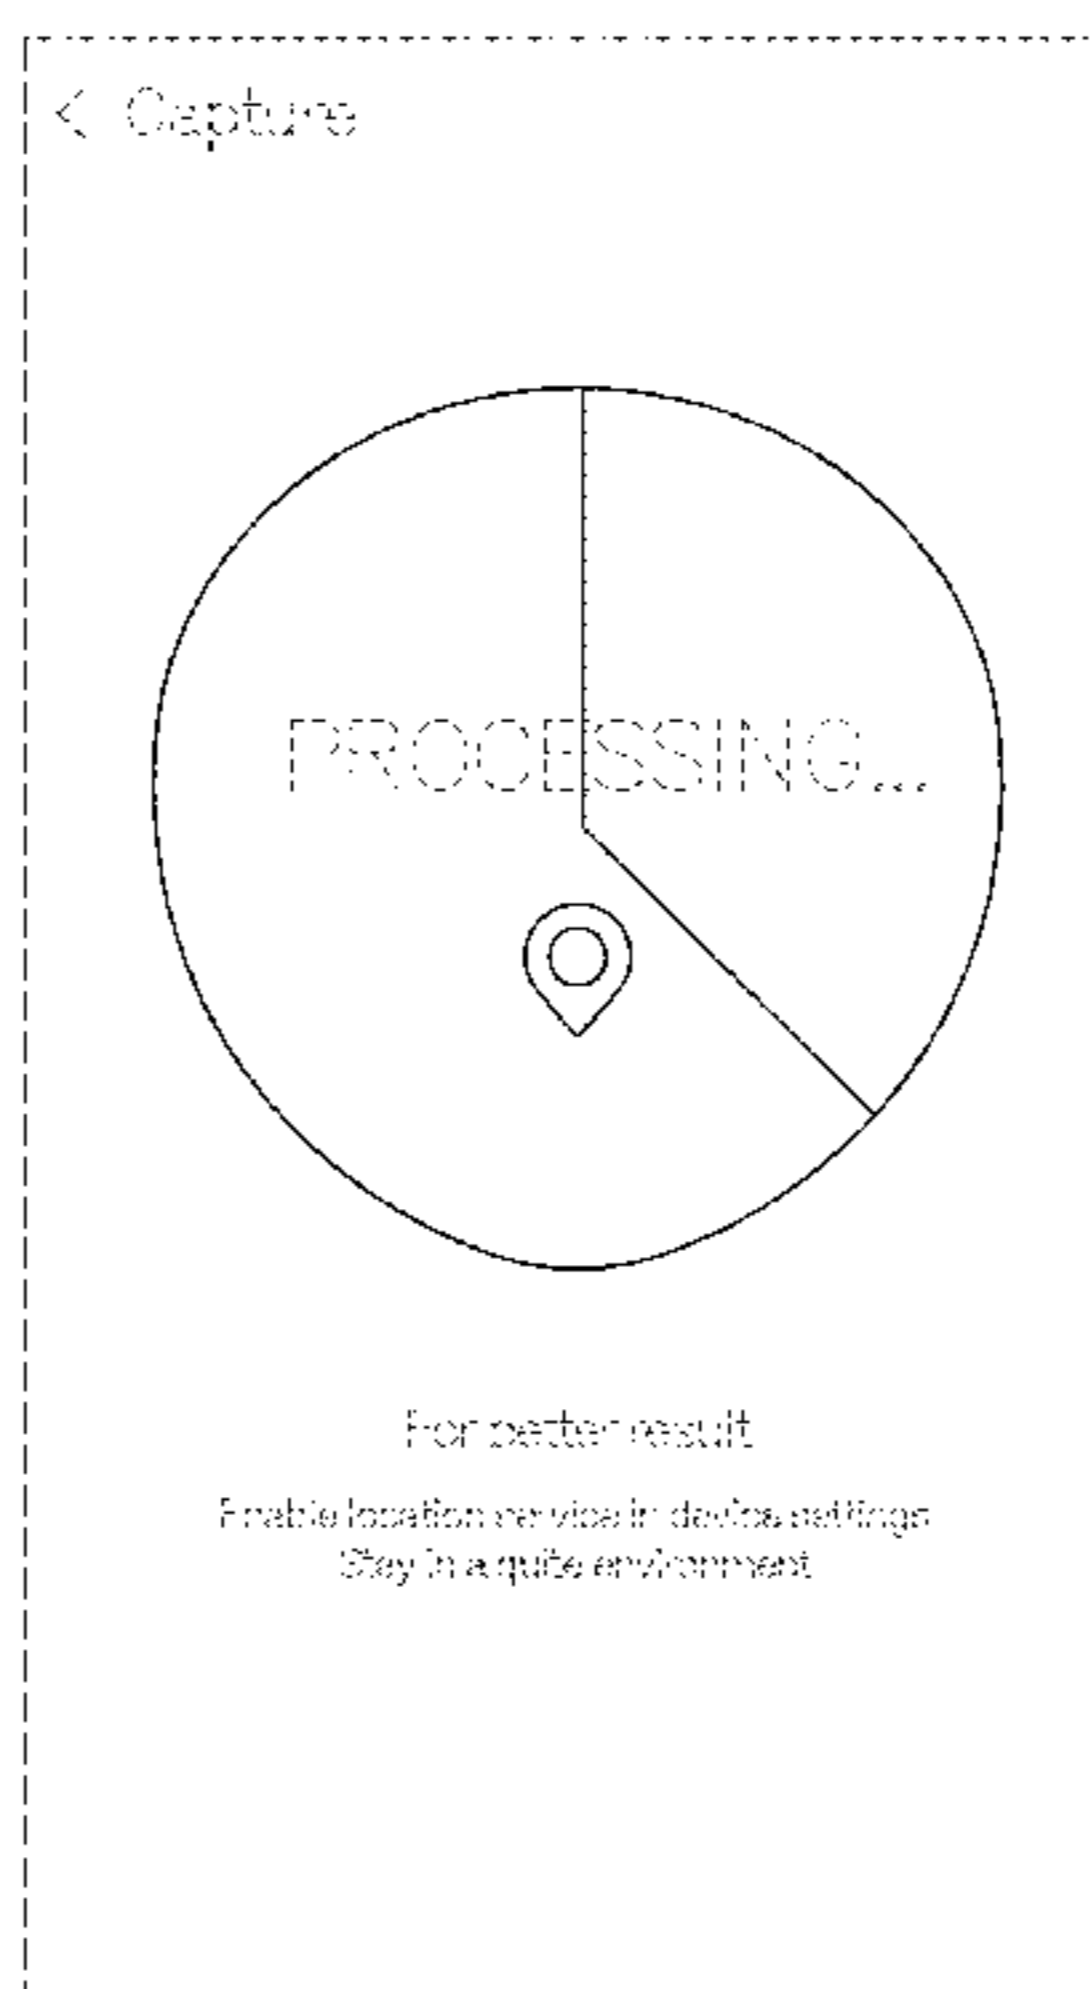 < Capture
PROCESSING...
For better result
Enable location service in device settings
Stay in a quite environment